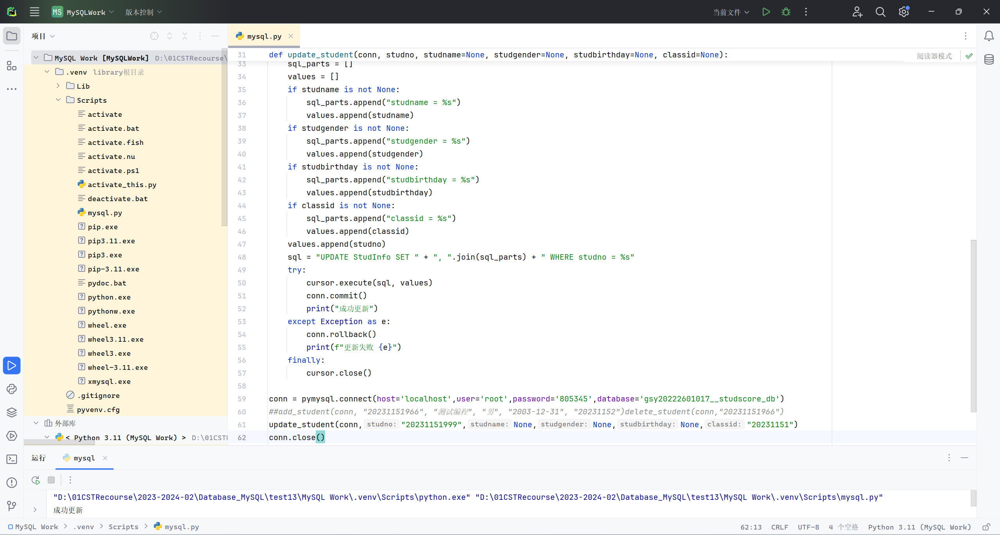 MS MySQLWork 版本控制 当前文件
项目
mysql.py
MySQL Work [MySQLWork] D:\01CSTRecourse\
.venv library根目录
Lib
Scripts
activate
activate.bat
activate.fish
activate.nu
activate.ps1
activate_this.py
deactivate.bat
mysql.py
pip.exe
pip3.11.exe
pip3.exe
pip-3.11.exe
pydoc.bat
python.exe
pythonw.exe
wheel.exe
wheel3.11.exe
wheel3.exe
wheel-3.11.exe
xmysql.exe
.gitignore
pyvenv.cfg
外部库
< Python 3.11 (MySQL Work) > D:\01CST
31 def update_student(conn, studno, studname=None, studgender=None, studbirthday=None, classid=None):
阅读器模式
33 sql_parts = []
34 values = []
35 if studname is not None:
36 sql_parts.append("studname = %s")
37 values.append(studname)
38 if studgender is not None:
39 sql_parts.append("studgender = %s")
40 values.append(studgender)
41 if studbirthday is not None:
42 sql_parts.append("studbirthday = %s")
43 values.append(studbirthday)
44 if classid is not None:
45 sql_parts.append("classid = %s")
46 values.append(classid)
47 values.append(studno)
48 sql = "UPDATE StudInfo SET " + ", ".join(sql_parts) + " WHERE studno = %s"
49 try:
50 cursor.execute(sql, values)
51 conn.commit()
52 print("成功更新")
53 except Exception as e:
54 conn.rollback()
55 print(f"更新失败 {e}")
56 finally:
57 cursor.close()
58
59 conn = pymysql.connect(host='localhost',user='root',password='805345',database='gsy20222601017__studscore_db')
60 ##add_student(conn, "20231151966", "测试编程", "男", "2003-12-31", "20231152")delete_student(conn,"20231151966")
61 update_student(conn, studno: "20231151999", studname: None, studgender: None, studbirthday: None, classid: "20231151")
62 conn.close()
运行 mysql
"D:\01CSTRecourse\2023-2024-02\Database_MySQL\test13\MySQL Work\.venv\Scripts\python.exe" "D:\01CSTRecourse\2023-2024-02\Database_MySQL\test13\MySQL Work\.venv\Scripts\mysql.py"
成功更新
MySQL Work > .venv > Scripts > mysql.py
62:13 CRLF UTF-8 4 个空格 Python 3.11 (MySQL Work)